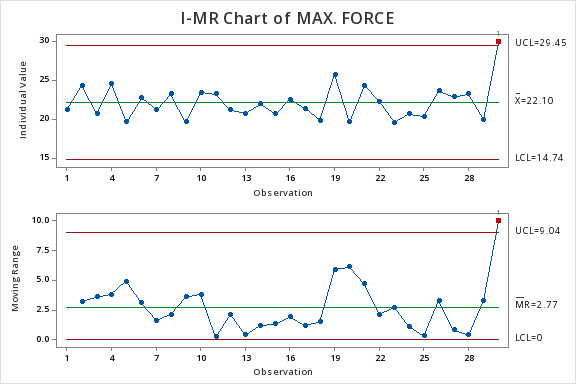 I-MR Chart of MAX. FORCE
1
30
25
20
15
Individual Value
UCL=29.45
X=22.10
LCL=14.74
1 4 7 10 13 16 19 22 25 28
Observation
1
10.0
7.5
5.0
2.5
0.0
Moving Range
UCL=9.04
MR=2.77
LCL=0
1 4 7 10 13 16 19 22 25 28
Observation